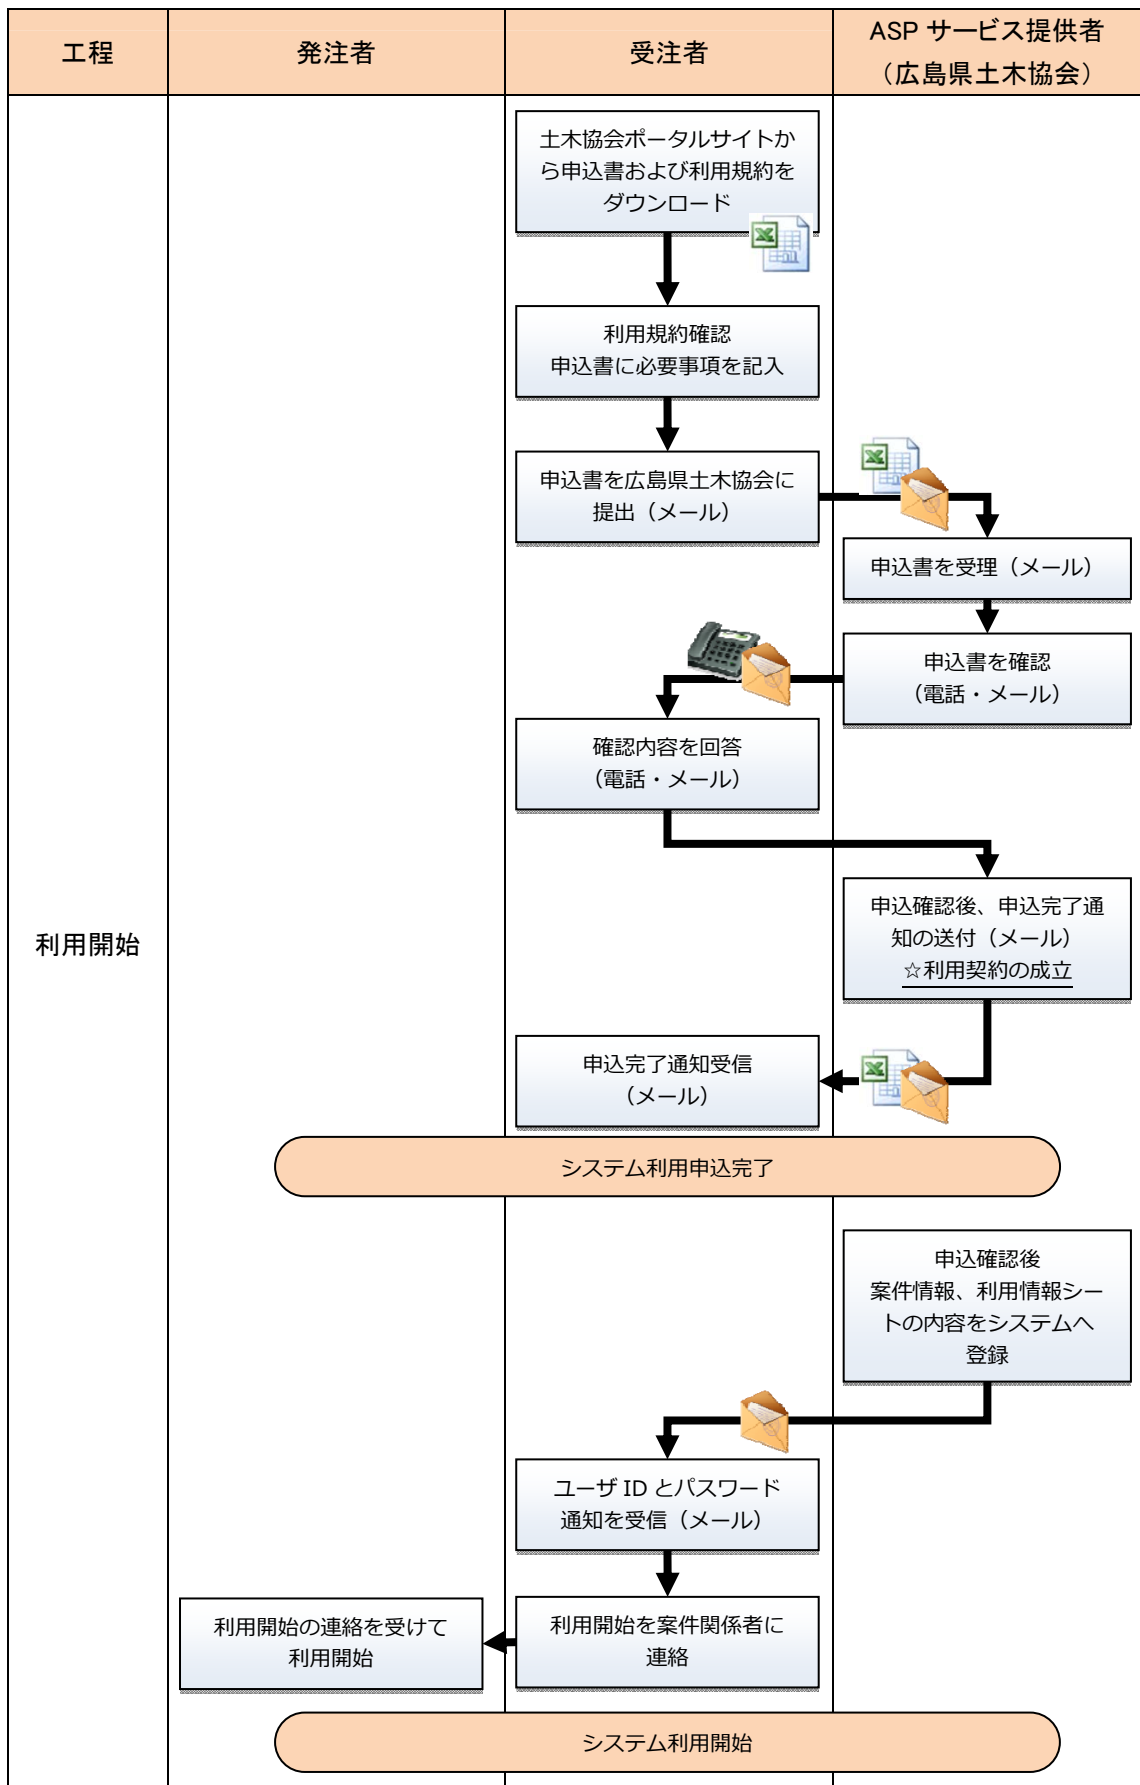 工程
発注者
受注者
ASP サービス提供者
（広島県土木協会）
土木協会ポータルサイトか
ら申込書および利用規約を
ダウンロード
利用規約確認
申込書に必要事項を記入
申込書を広島県土木協会に
提出（メール）
申込書を受理（メール）
申込書を確認
（電話・メール）
確認内容を回答
（電話・メール）
利用開始
申込確認後、申込完了通
知の送付（メール）
☆利用契約の成立
申込完了通知受信
（メール）
システム利用申込完了
申込確認後
案件情報、利用情報シー
トの内容をシステムへ
登録
ユーザ ID とパスワード
通知を受信（メール）
利用開始を案件関係者に
連絡
利用開始の連絡を受けて
利用開始
システム利用開始